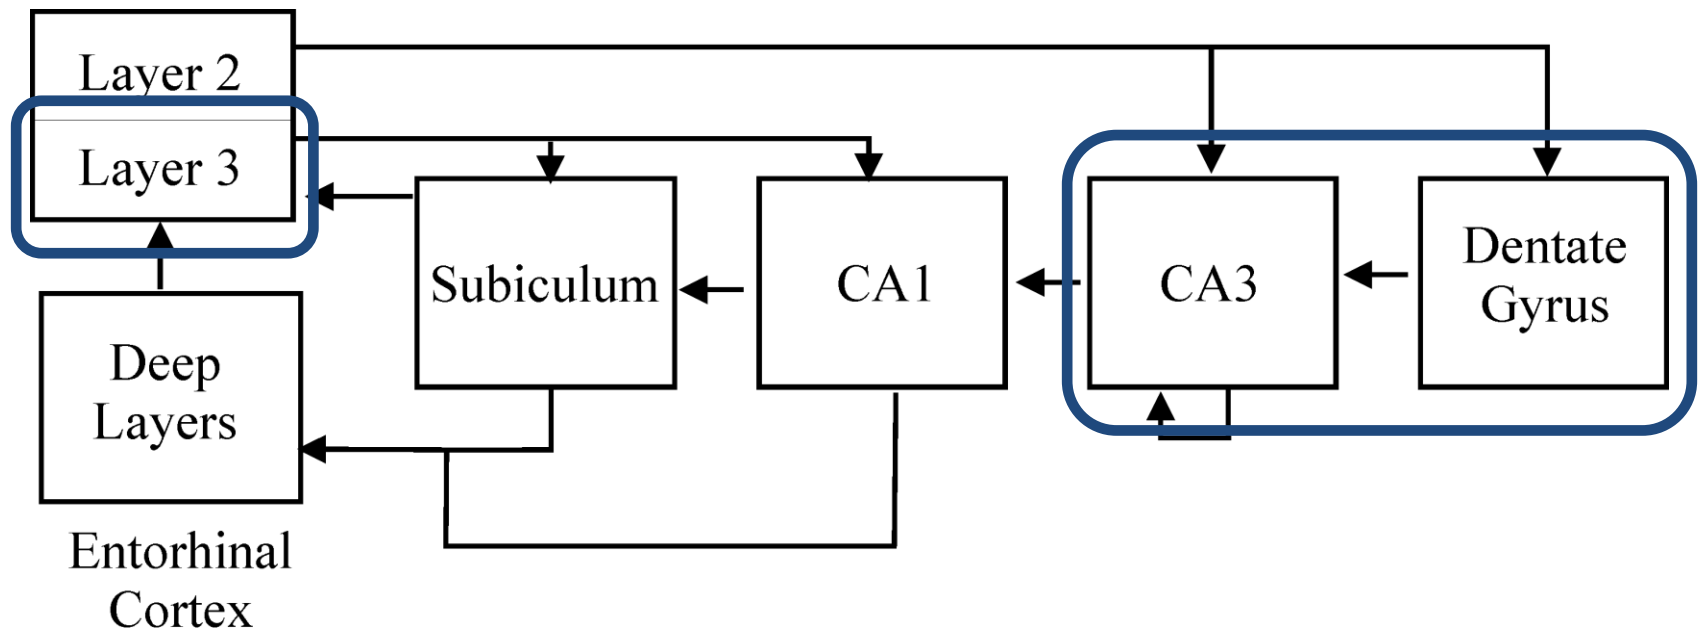 Layer 2
Layer 3
Subiculum
CA1
CA3
Dentate
Gyrus
Deep
Layers
Entorhinal
Cortex